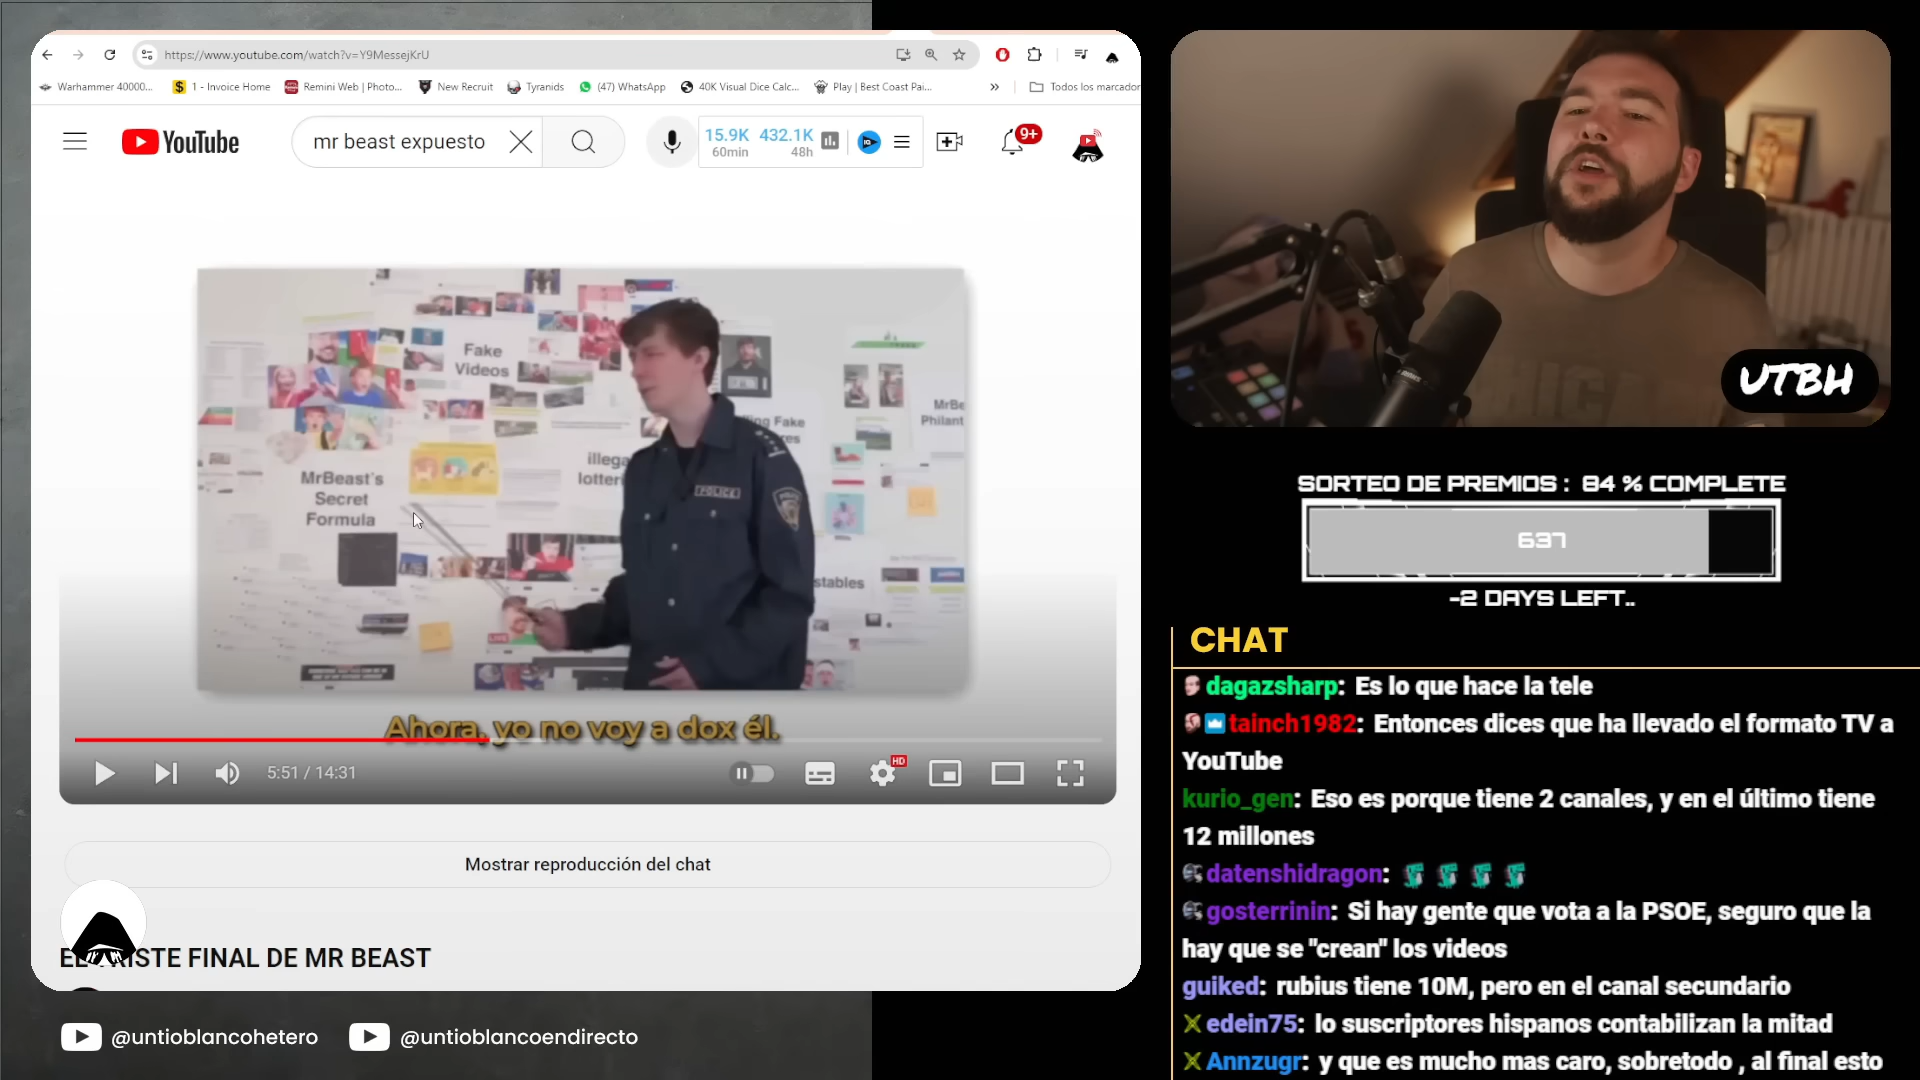 https://www.youtube.com/watch?v=Y9MessejKrU
Warhammer 40000...
1 - Invoice Home
Remini Web | Photo...
New Recruit
Tyranids
(47) WhatsApp
40K Visual Dice Calc...
Play | Best Coast Pai...
»
Todos los marcador
YouTube
mr beast expuesto
15.9K 432.1K
60min 48h
9+
Fake
Videos
MrBeast's
Secret
Formula
illega
lotteri
ng Fake
res
MrBe
Philant
stables
POLICE
LIVE
Ahora, yo no voy a dox él.
5:51 / 14:31
HD
Mostrar reproducción del chat
EL TRISTE FINAL DE MR BEAST
@untioblancohetero
@untioblancoendirecto
UTBH
SORTEO DE PREMIOS : 84 % COMPLETE
637
-2 DAYS LEFT..
CHAT
dagazsharp: Es lo que hace la tele
tainch1982: Entonces dices que ha llevado el formato TV a
YouTube
kurio_gen: Eso es porque tiene 2 canales, y en el último tiene
12 millones
datenshidragon:
gosterrinin: Si hay gente que vota a la PSOE, seguro que la
hay que se "crean" los videos
guiked: rubius tiene 10M, pero en el canal secundario
edein75: lo suscriptores hispanos contabilizan la mitad
Annzugr: y que es mucho mas caro, sobretodo , al final esto